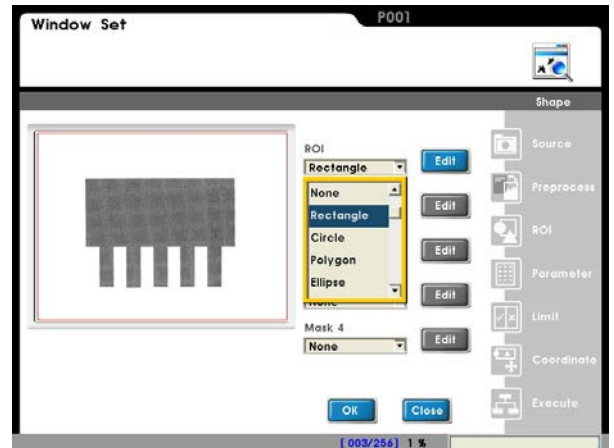 Window Set
P001
Shape
ROI
Rectangle
Edit
None
Rectangle
Circle
Polygon
Ellipse
Edit
Edit
None
Edit
Mask 4
None
Edit
Source
Preprocess
ROI
Parameter
Limit
Coordinate
Execute
OK
Close
[003/256] 1 %